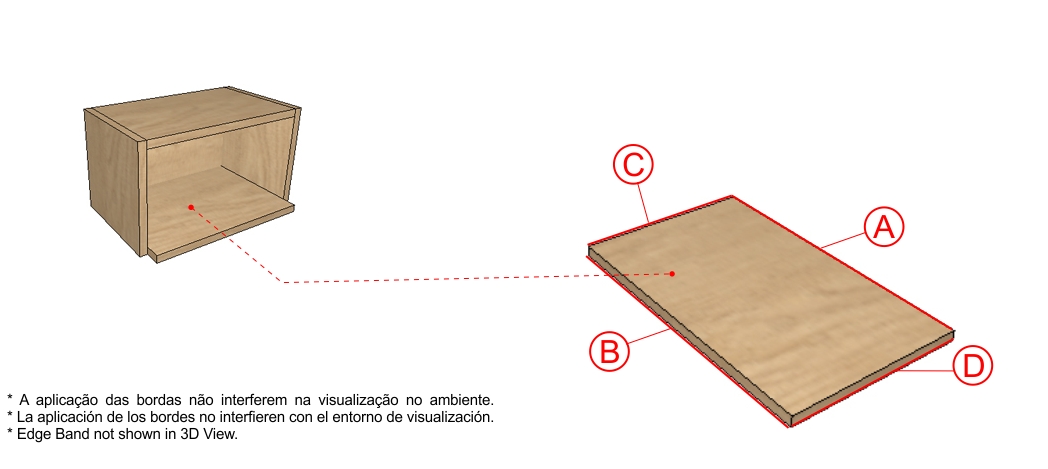 C
A
B
D
* A aplicação das bordas não interferem na visualização no ambiente.
* La aplicación de los bordes no interfieren con el entorno de visualización.
* Edge Band not shown in 3D View.